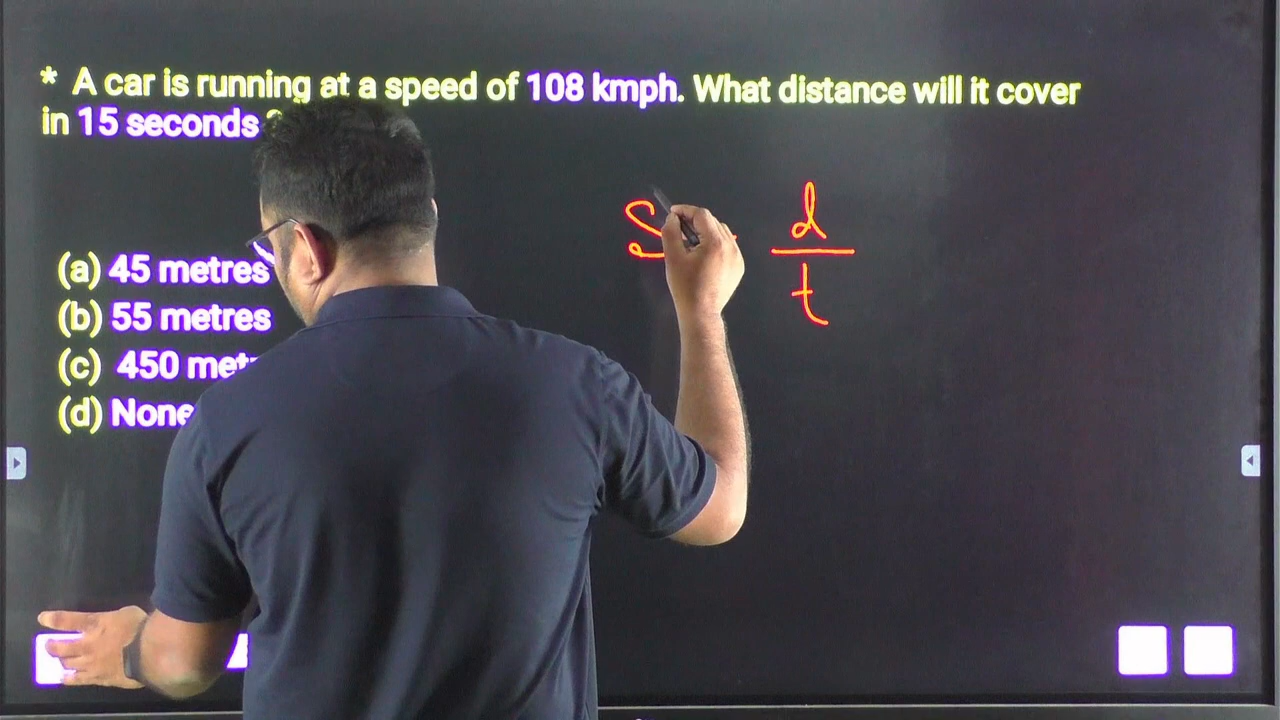 * A car is running at a speed of 108 kmph. What distance will it cover
in 15 seconds
S d
t
(a) 45 metres
(b) 55 metres
(c) 450
(d) None